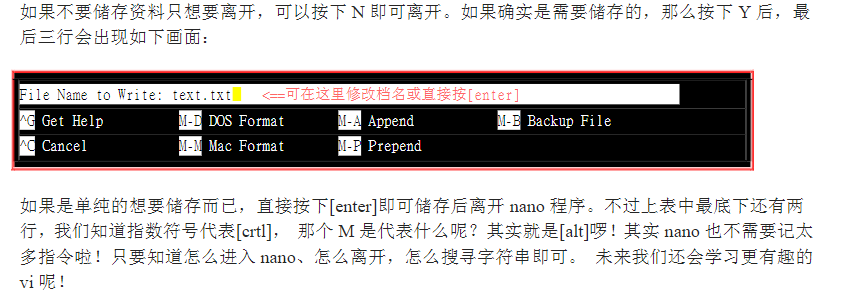 如果不要储存资料只想要离开，可以按下 N 即可离开。如果确实是需要储存的，那么按下 Y 后，最
后三行会出现如下画面：
File Name to Write: text.txt <==可在这里修改档名或直接按[enter]
^G Get Help M-D DOS Format M-A Append M-B Backup File
^C Cancel M-M Mac Format M-P Prepend
如果是单纯的想要储存而已，直接按下[enter]即可储存后离开 nano 程序。不过上表中最底下还有两
行，我们知道指数符号代表[crtl]， 那个 M 是代表什么呢？其实就是[alt]啰！其实 nano 也不需要记太
多指令啦！只要知道怎么进入 nano、怎么离开，怎么搜寻字符串即可。 未来我们还会学习更有趣的
vi 呢！